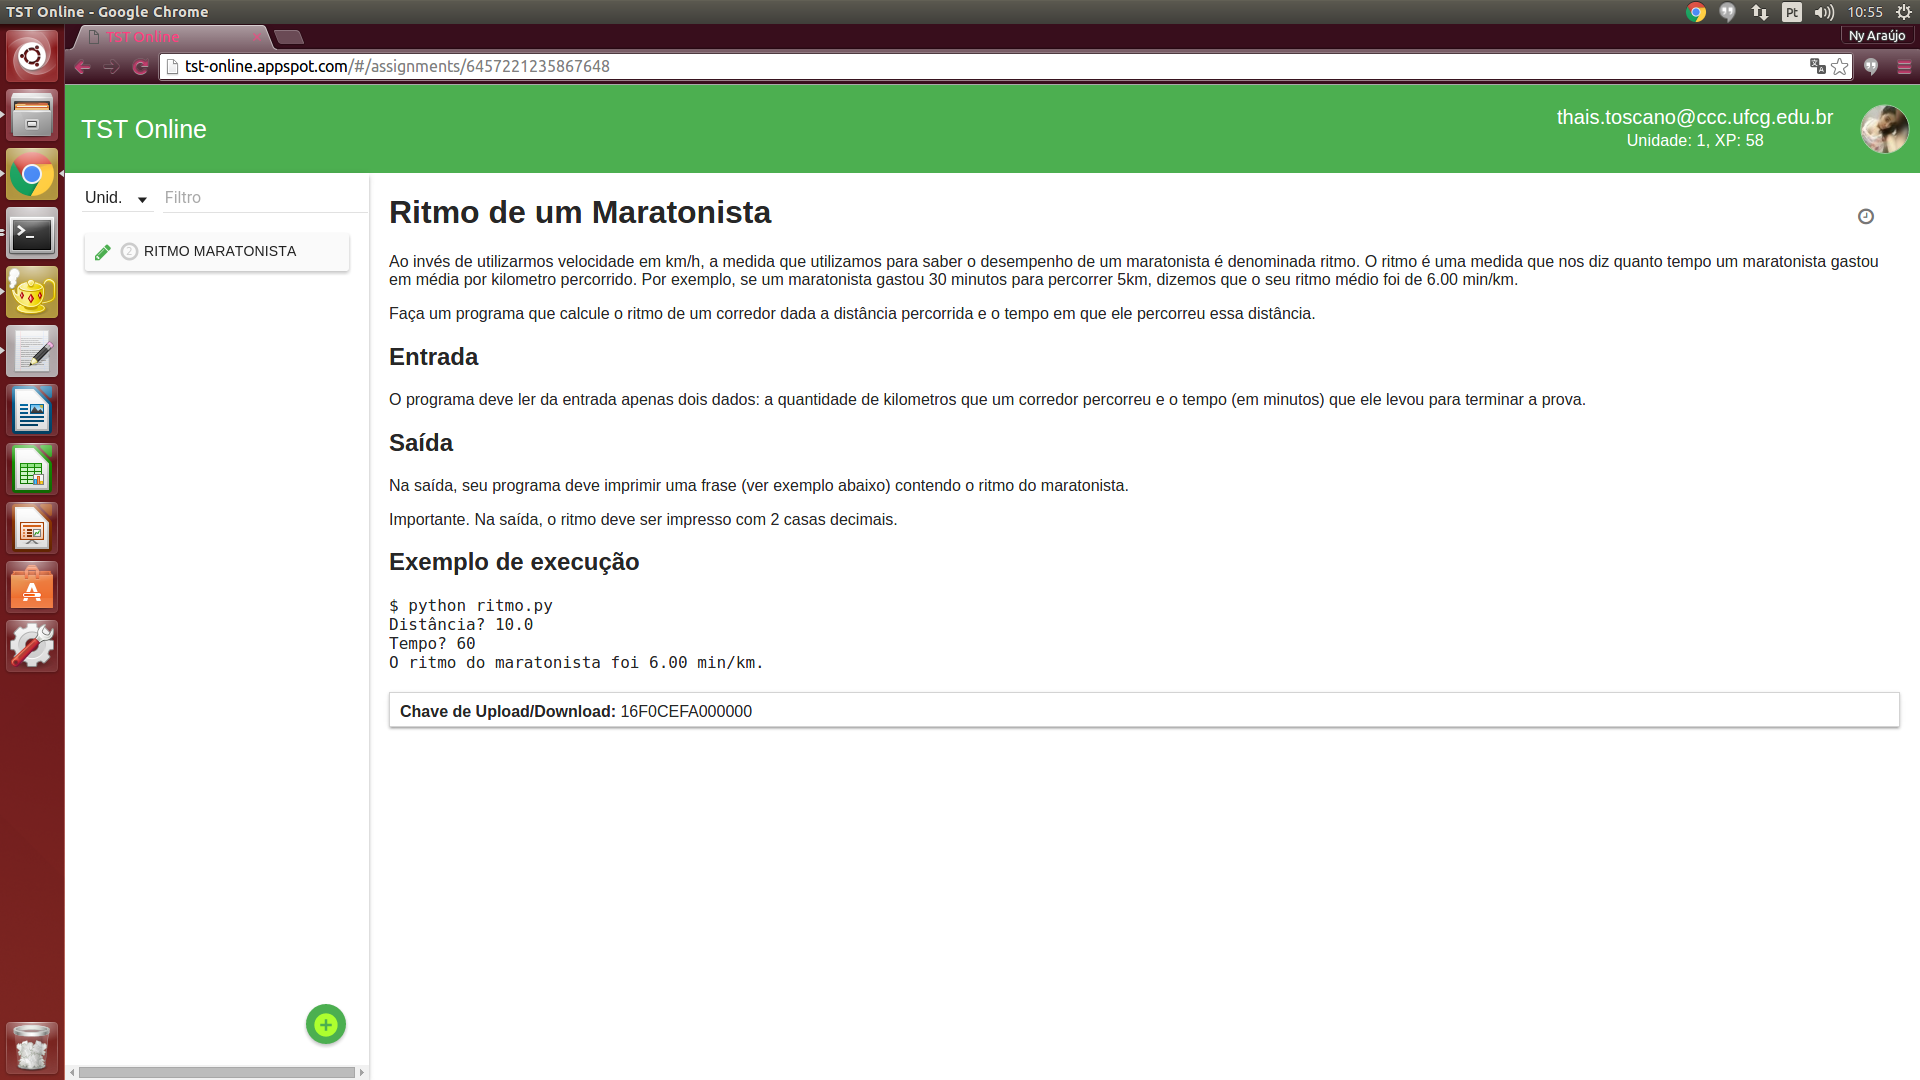 TST Online - Google Chrome
Pt
10:55
TST Online
Ny Araújo
tst-online.appspot.com/#/assignments/6457221235867648
TST Online
thais.toscano@ccc.ufcg.edu.br
Unidade: 1, XP: 58
Unid.
Filtro
2 RITMO MARATONISTA
Ritmo de um Maratonista
Ao invés de utilizarmos velocidade em km/h, a medida que utilizamos para saber o desempenho de um maratonista é denominada ritmo. O ritmo é uma medida que nos diz quanto tempo um maratonista gastou
em média por kilometro percorrido. Por exemplo, se um maratonista gastou 30 minutos para percorrer 5km, dizemos que o seu ritmo médio foi de 6.00 min/km.
Faça um programa que calcule o ritmo de um corredor dada a distância percorrida e o tempo em que ele percorreu essa distância.
Entrada
O programa deve ler da entrada apenas dois dados: a quantidade de kilometros que um corredor percorreu e o tempo (em minutos) que ele levou para terminar a prova.
Saída
Na saída, seu programa deve imprimir uma frase (ver exemplo abaixo) contendo o ritmo do maratonista.
Importante. Na saída, o ritmo deve ser impresso com 2 casas decimais.
Exemplo de execução
$ python ritmo.py
Distância? 10.0
Tempo? 60
O ritmo do maratonista foi 6.00 min/km.
Chave de Upload/Download: 16F0CEFA000000